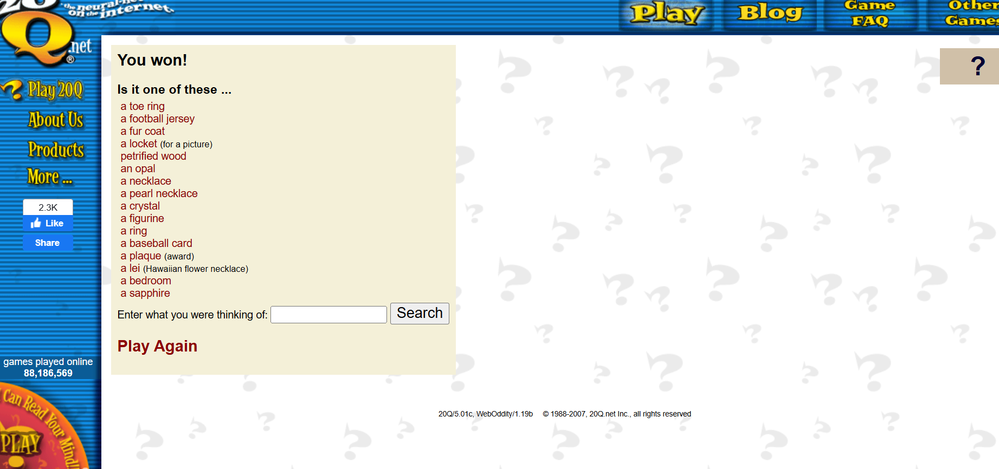 20
the neural-net
on the internet.
Q
.net
®
Play
Blog
Game
FAQ
Other
Games
Play 20Q
About Us
Products
More ...
2.3K
Like
Share
games played online
88,186,569
Can Read Your Mind!
PLAY
You won!
Is it one of these ...
a toe ring
a football jersey
a fur coat
a locket (for a picture)
petrified wood
an opal
a necklace
a pearl necklace
a crystal
a figurine
a ring
a baseball card
a plaque (award)
a lei (Hawaiian flower necklace)
a bedroom
a sapphire
Enter what you were thinking of:
Search
Play Again
?
20Q/5.01c, WebOddity/1.19b © 1988-2007, 20Q.net Inc., all rights reserved